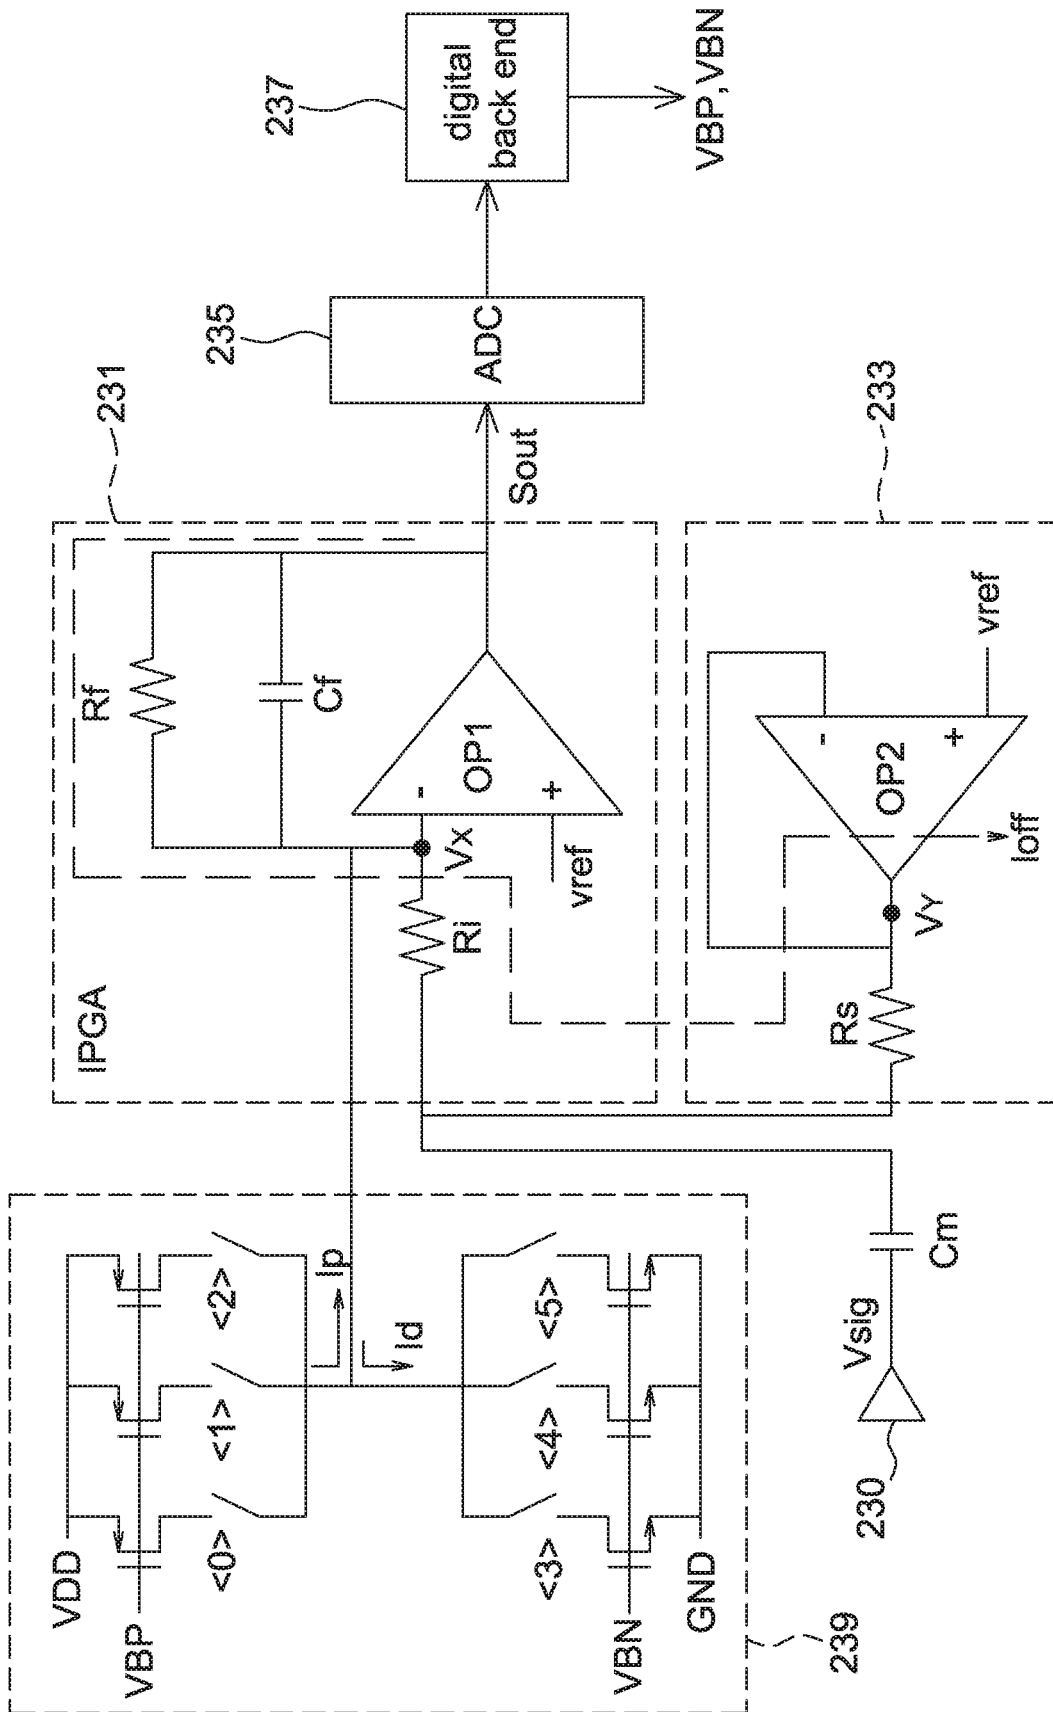 VDD
VBP
<0>
<1>
<2>
Ip
Id
<3>
<4>
<5>
VBN
GND
239
230
Vsig
Cm
IPGA
231
Rf
Cf
Ri
Vx
-
+
OP1
vref
Sout
233
Rs
VY
-
+
OP2
vref
Ioff
235
ADC
237
digital
back end
VBP,VBN